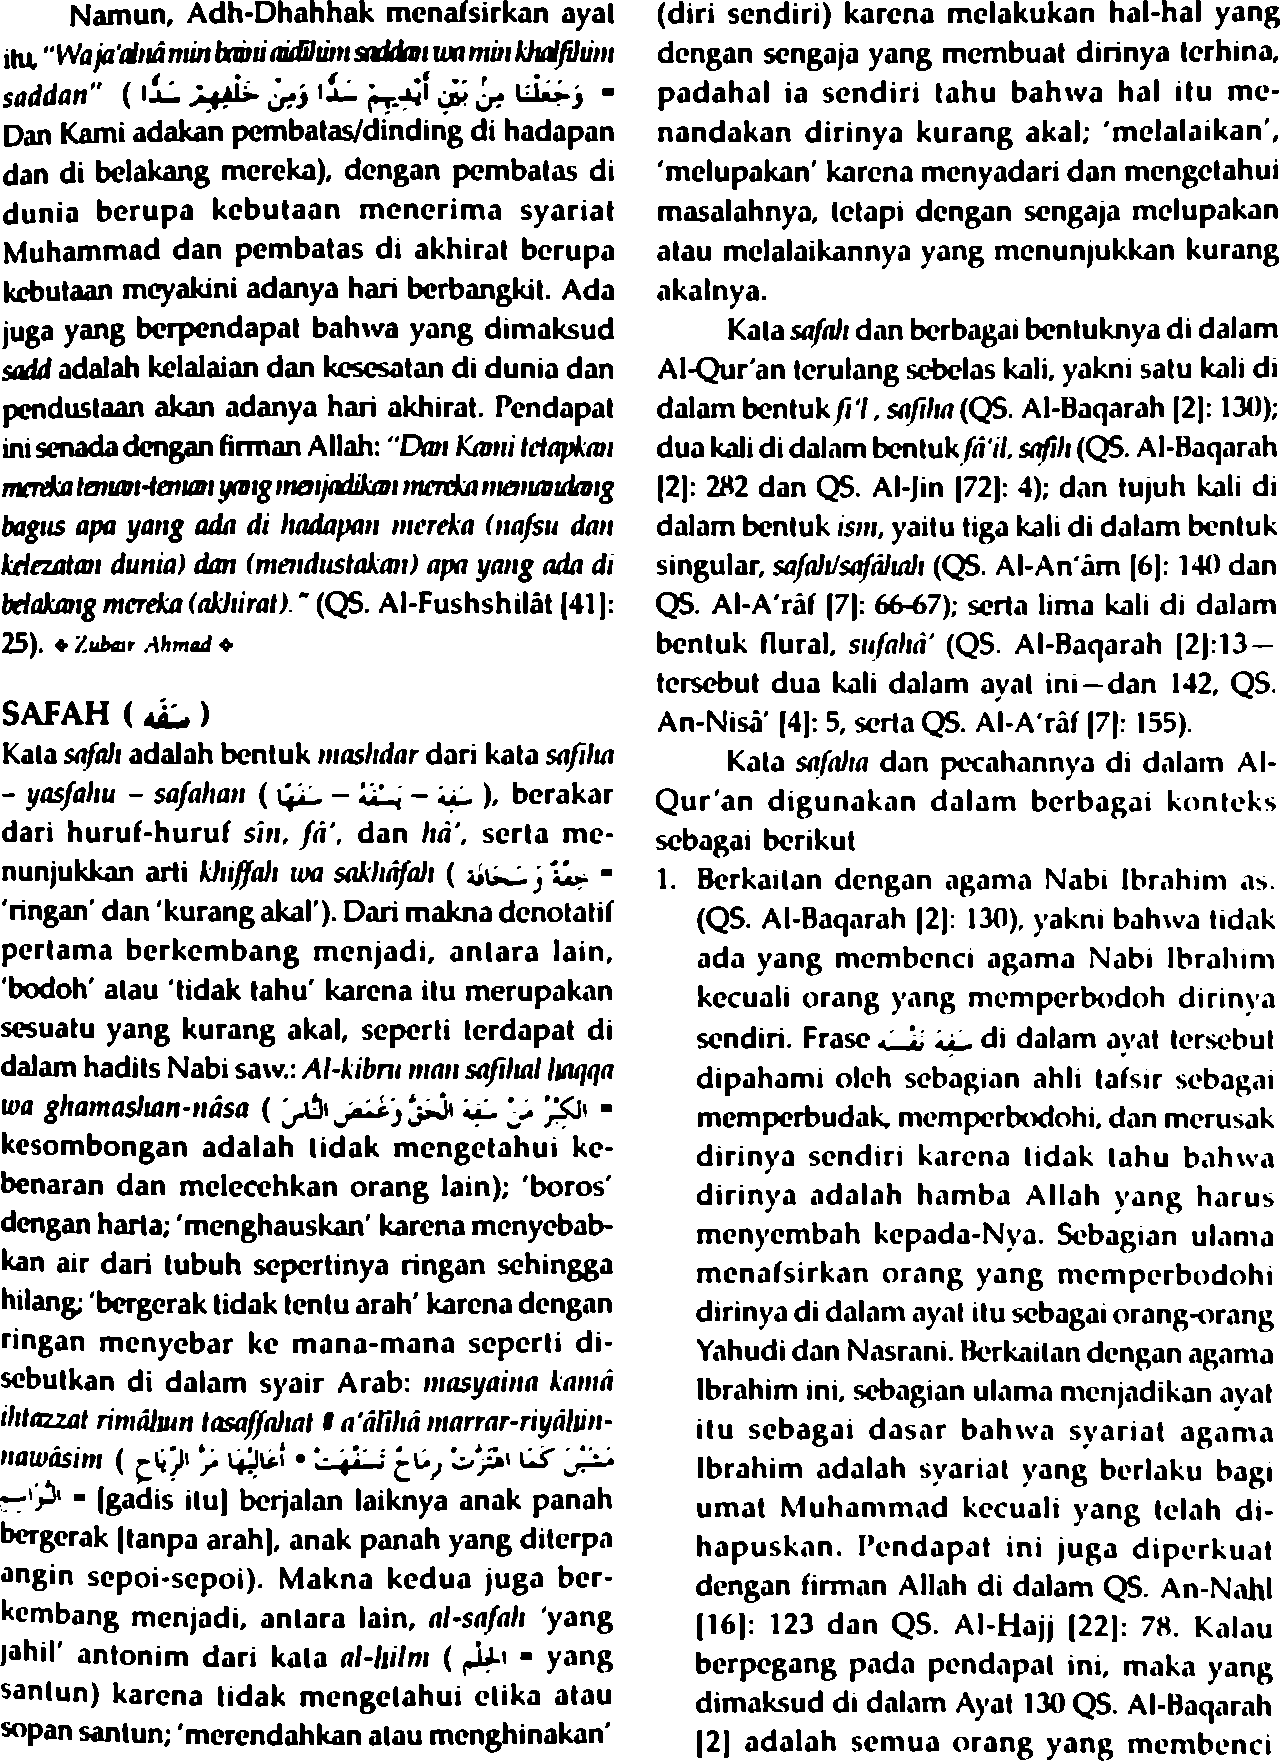 Namun, Adh-Dhahhak menafsirkan ayat
itu, "Waja'alnâ min baini aidîhim saddan wa min khalfihim
saddan" ( وَجَعَلْنَا مِنْ بَيْنِ أَيْدِيهِمْ سَدًّا وَمِنْ خَلْفِهِمْ سَدًّا =
Dan Kami adakan pembatas/dinding di hadapan
dan di belakang mereka), dengan pembatas di
dunia berupa kebutaan menerima syariat
Muhammad dan pembatas di akhirat berupa
kebutaan meyakini adanya hari berbangkit. Ada
juga yang berpendapat bahwa yang dimaksud
sadd adalah kelalaian dan kesesatan di dunia dan
pendustaan akan adanya hari akhirat. Pendapat
ini senada dengan firman Allah: "Dan Kami tetapkan
mereka teman-teman yang menjadikan mereka memandang
bagus apa yang ada di hadapan mereka (nafsu dan
kelezatan dunia) dan (mendustakan) apa yang ada di
belakang mereka (akhirat)." (QS. Al-Fushshilât [41]:
25). ◆ Zubair Ahmad ◆
SAFAH ( سَفَه )
Kata safah adalah bentuk mashdar dari kata safiha
– yasfahu – safahan ( سَفِهَ – يَسْفَهُ – سَفَهًا ), berakar
dari huruf-huruf sîn, fâ', dan hâ', serta me-
nunjukkan arti khiffah wa sakhâfah ( خِفَّةٌ وَ سَخَافَةٌ =
'ringan' dan 'kurang akal'). Dari makna denotatif
pertama berkembang menjadi, antara lain,
'bodoh' atau 'tidak tahu' karena itu merupakan
sesuatu yang kurang akal, seperti terdapat di
dalam hadits Nabi saw.: Al-kibru man safihal haqqa
wa ghamashan-nâsa ( الْكِبْرُ مَنْ سَفِهَ الْحَقَّ وَغَمَصَ النَّاسَ =
kesombongan adalah tidak mengetahui ke-
benaran dan melecehkan orang lain); 'boros'
dengan harta; 'menghauskan' karena menyebab-
kan air dari tubuh sepertinya ringan sehingga
hilang; 'bergerak tidak tentu arah' karena dengan
ringan menyebar ke mana-mana seperti di-
sebutkan di dalam syair Arab: masyaina kamâ
ihtazzat rimâhun tasaffahat • a'âlîhâ marrar-riyâhin-
nawâsim ( مَشَيْنَ كَمَا اهْتَزَّتْ رِمَاحٌ تَسَفَّهَتْ • أَعَالِيْهَا مَرُّ الرِّيَاحِ
النَّوَاسِمِ = [gadis itu] berjalan laiknya anak panah
bergerak [tanpa arah], anak panah yang diterpa
angin sepoi-sepoi). Makna kedua juga ber-
kembang menjadi, antara lain, al-safah 'yang
jahil' antonim dari kata al-hilm ( الْحِلْم = yang
santun) karena tidak mengetahui etika atau
sopan santun; 'merendahkan atau menghinakan'
(diri sendiri) karena melakukan hal-hal yang
dengan sengaja yang membuat dirinya terhina,
padahal ia sendiri tahu bahwa hal itu me-
nandakan dirinya kurang akal; 'melalaikan',
'melupakan' karena menyadari dan mengetahui
masalahnya, tetapi dengan sengaja melupakan
atau melalaikannya yang menunjukkan kurang
akalnya.
Kata safah dan berbagai bentuknya di dalam
Al-Qur'an terulang sebelas kali, yakni satu kali di
dalam bentuk fi'l, safiha (QS. Al-Baqarah [2]: 130);
dua kali di dalam bentuk fâ'il, safîh (QS. Al-Baqarah
[2]: 282 dan QS. Al-Jin [72]: 4); dan tujuh kali di
dalam bentuk ism, yaitu tiga kali di dalam bentuk
singular, safah/safâhah (QS. Al-An'âm [6]: 140 dan
QS. Al-A'râf [7]: 66-67); serta lima kali di dalam
bentuk flural, sufahâ' (QS. Al-Baqarah [2]:13—
tersebut dua kali dalam ayat ini—dan 142, QS.
An-Nisâ' [4]: 5, serta QS. Al-A'râf [7]: 155).
Kata safaha dan pecahannya di dalam Al-
Qur'an digunakan dalam berbagai konteks
sebagai berikut
1. Berkaitan dengan agama Nabi Ibrahim as.
(QS. Al-Baqarah [2]: 130), yakni bahwa tidak
ada yang membenci agama Nabi Ibrahim
kecuali orang yang memperbodoh dirinya
sendiri. Frase سَفِهَ نَفْسَهُ di dalam ayat tersebut
dipahami oleh sebagian ahli tafsir sebagai
memperbudak, memperbodohi, dan merusak
dirinya sendiri karena tidak tahu bahwa
dirinya adalah hamba Allah yang harus
menyembah kepada-Nya. Sebagian ulama
menafsirkan orang yang memperbodohi
dirinya di dalam ayat itu sebagai orang-orang
Yahudi dan Nasrani. Berkaitan dengan agama
Ibrahim ini, sebagian ulama menjadikan ayat
itu sebagai dasar bahwa syariat agama
Ibrahim adalah syariat yang berlaku bagi
umat Muhammad kecuali yang telah di-
hapuskan. Pendapat ini juga diperkuat
dengan firman Allah di dalam QS. An-Nahl
[16]: 123 dan QS. Al-Hajj [22]: 78. Kalau
berpegang pada pendapat ini, maka yang
dimaksud di dalam Ayat 130 QS. Al-Baqarah
[2] adalah semua orang yang membenci